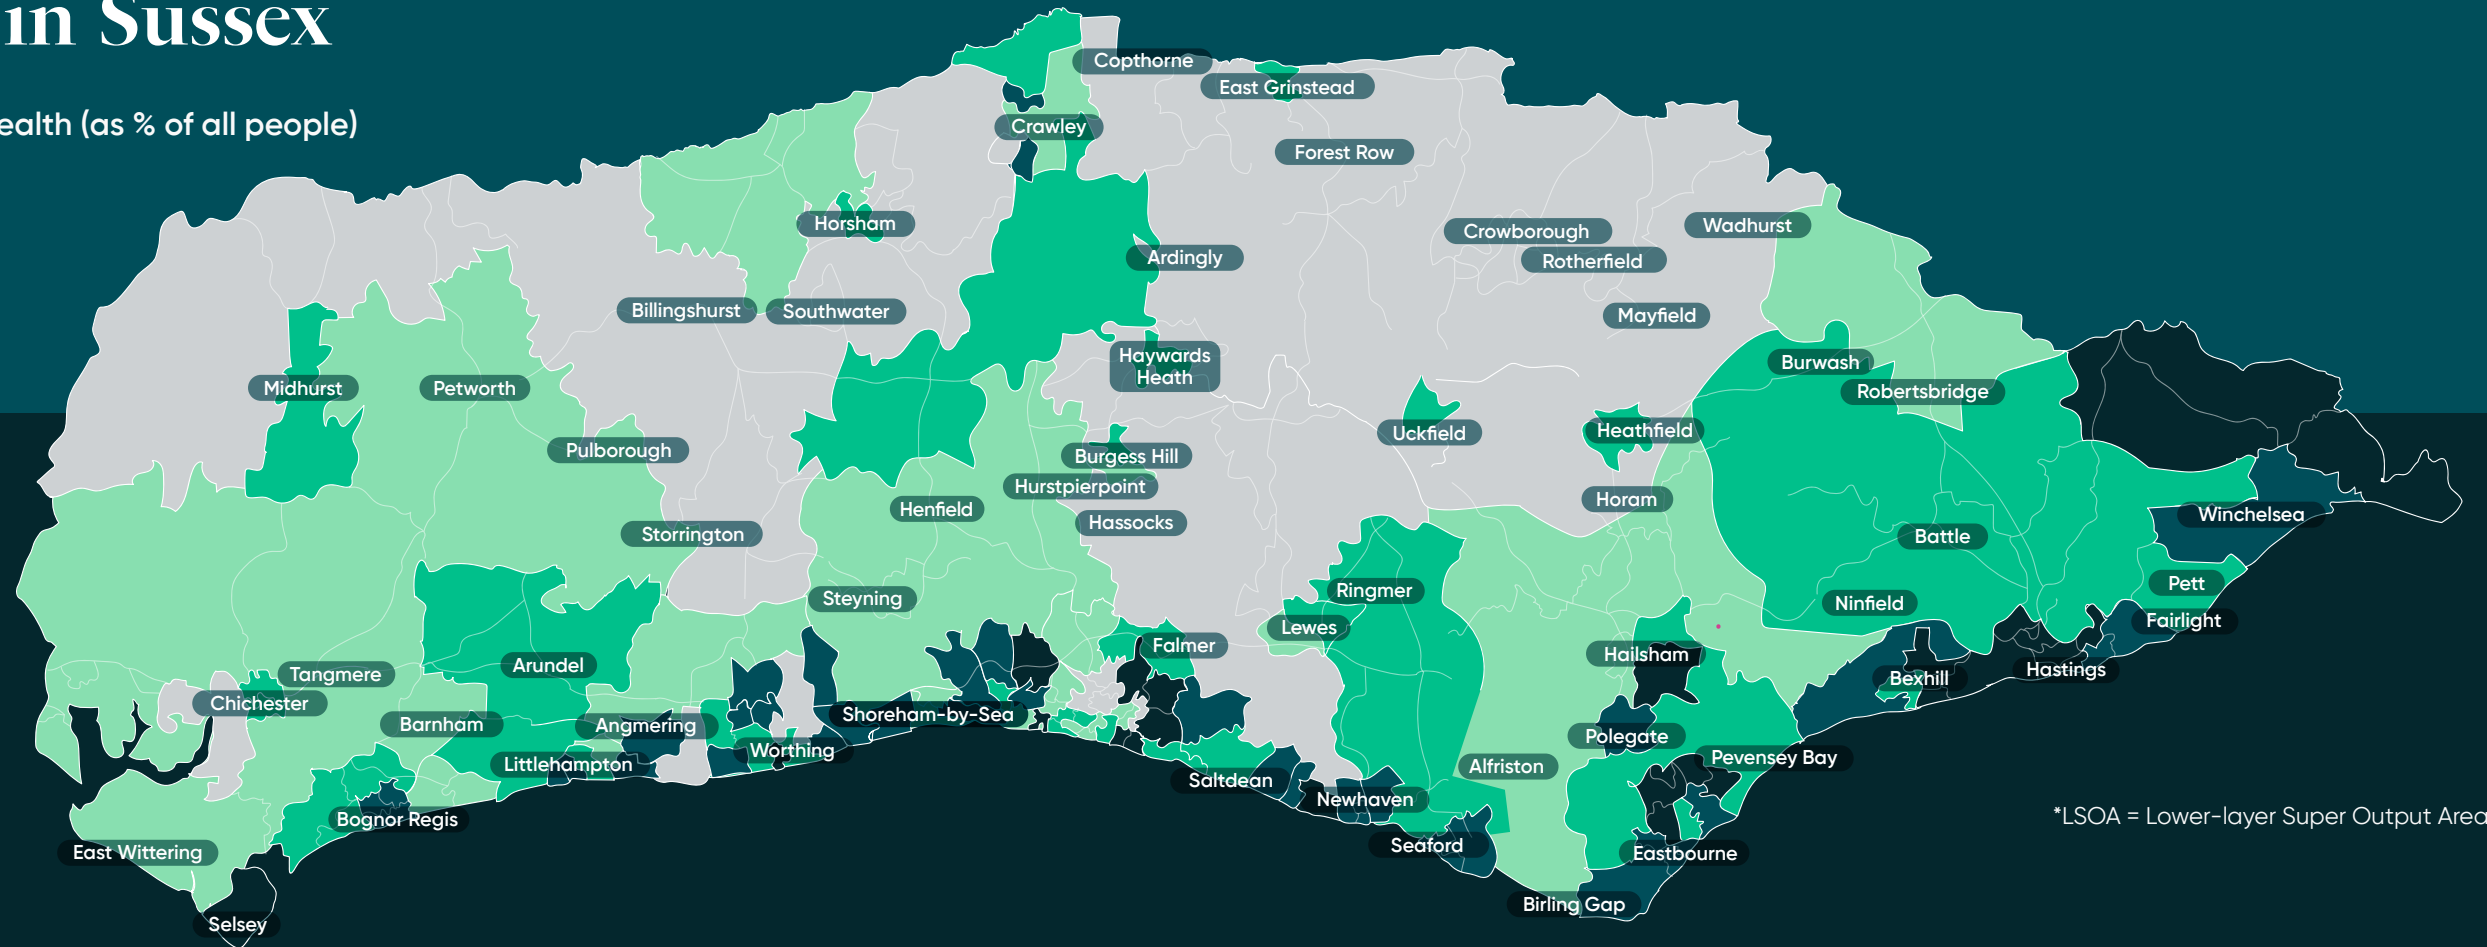 in Sussex
ealth (as % of all people)
Copthorne
East Grinstead
Crawley
Forest Row
Horsham
Crowborough
Wadhurst
Ardingly
Rotherfield
Billingshurst
Southwater
Mayfield
Haywards
Heath
Burwash
Midhurst
Petworth
Robertsbridge
Uckfield
Heathfield
Pulborough
Burgess Hill
Hurstpierpoint
Horam
Henfield
Hassocks
Winchelsea
Storrington
Battle
Pett
Ringmer
Steyning
Ninfield
Fairlight
Lewes
Falmer
Hailsham
Arundel
Hastings
Tangmere
Bexhill
Chichester
Shoreham-by-Sea
Barnham
Angmering
Polegate
Worthing
Pevensey Bay
Littlehampton
Alfriston
Saltdean
Newhaven
Bognor Regis
*LSOA = Lower-layer Super Output Area
Seaford
East Wittering
Eastbourne
Birling Gap
Selsey